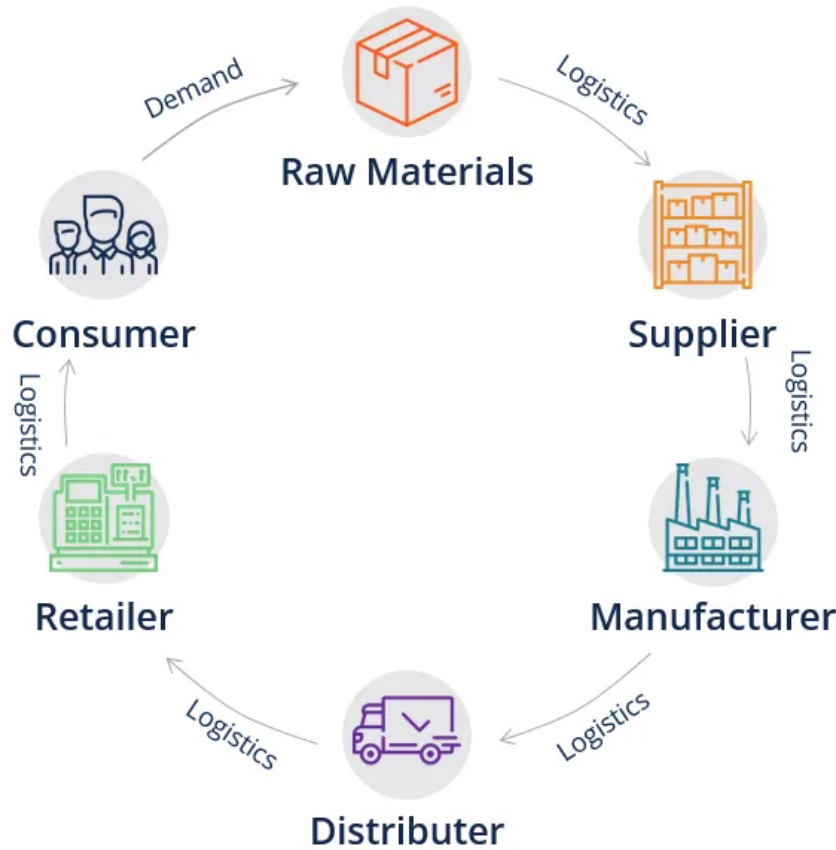 Demand
Logistics
Raw Materials
Consumer
Supplier
Logistics
Logistics
Retailer
Manufacturer
Logistics
Logistics
Distributer